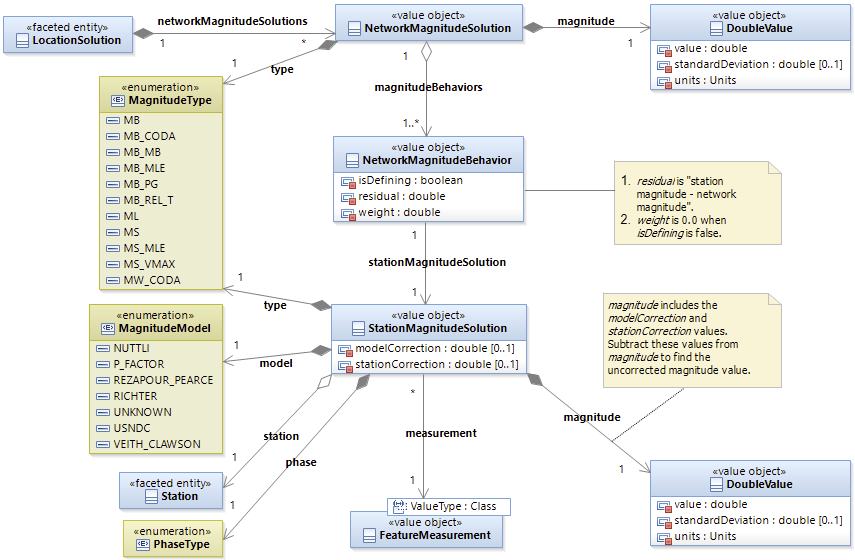 «faceted entity»
LocationSolution
networkMagnitudeSolutions
1
*
«value object»
NetworkMagnitudeSolution
magnitude
1
«value object»
DoubleValue
value : double
standardDeviation : double [0..1]
units : Units
1
type
1
magnitudeBehaviors
1..*
«enumeration»
MagnitudeType
MB
MB_CODA
MB_MB
MB_MLE
MB_PG
MB_REL_T
ML
MS
MS_MLE
MS_VMAX
MW_CODA
«value object»
NetworkMagnitudeBehavior
isDefining : boolean
residual : double
weight : double
1. residual is "station
magnitude - network
magnitude".
2. weight is 0.0 when
isDefining is false.
1
stationMagnitudeSolution
1
1
type
«value object»
StationMagnitudeSolution
modelCorrection : double [0..1]
stationCorrection : double [0..1]
magnitude includes the
modelCorrection and
stationCorrection values.
Subtract these values from
magnitude to find the
uncorrected magnitude value.
«enumeration»
MagnitudeModel
NUTTLI
P_FACTOR
REZAPOUR_PEARCE
RICHTER
UNKNOWN
USNDC
VEITH_CLAWSON
1
model
station
1
phase
1
*
measurement
1
magnitude
1
«faceted entity»
Station
«enumeration»
PhaseType
ValueType : Class
«value object»
FeatureMeasurement
«value object»
DoubleValue
value : double
standardDeviation : double [0..1]
units : Units